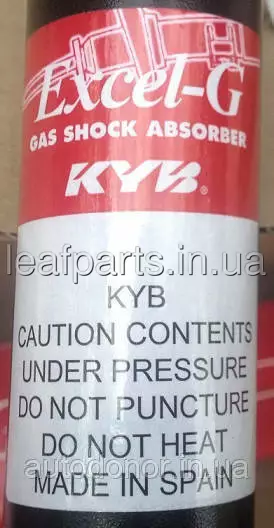 Excel-G
GAS SHOCK ABSORBER
KYB®
leafparts.in.ua
KYB
CAUTION CONTENTS
UNDER PRESSURE
DO NOT PUNCTURE
DO NOT HEAT
autodonor.in.ua
MADE IN SPAIN